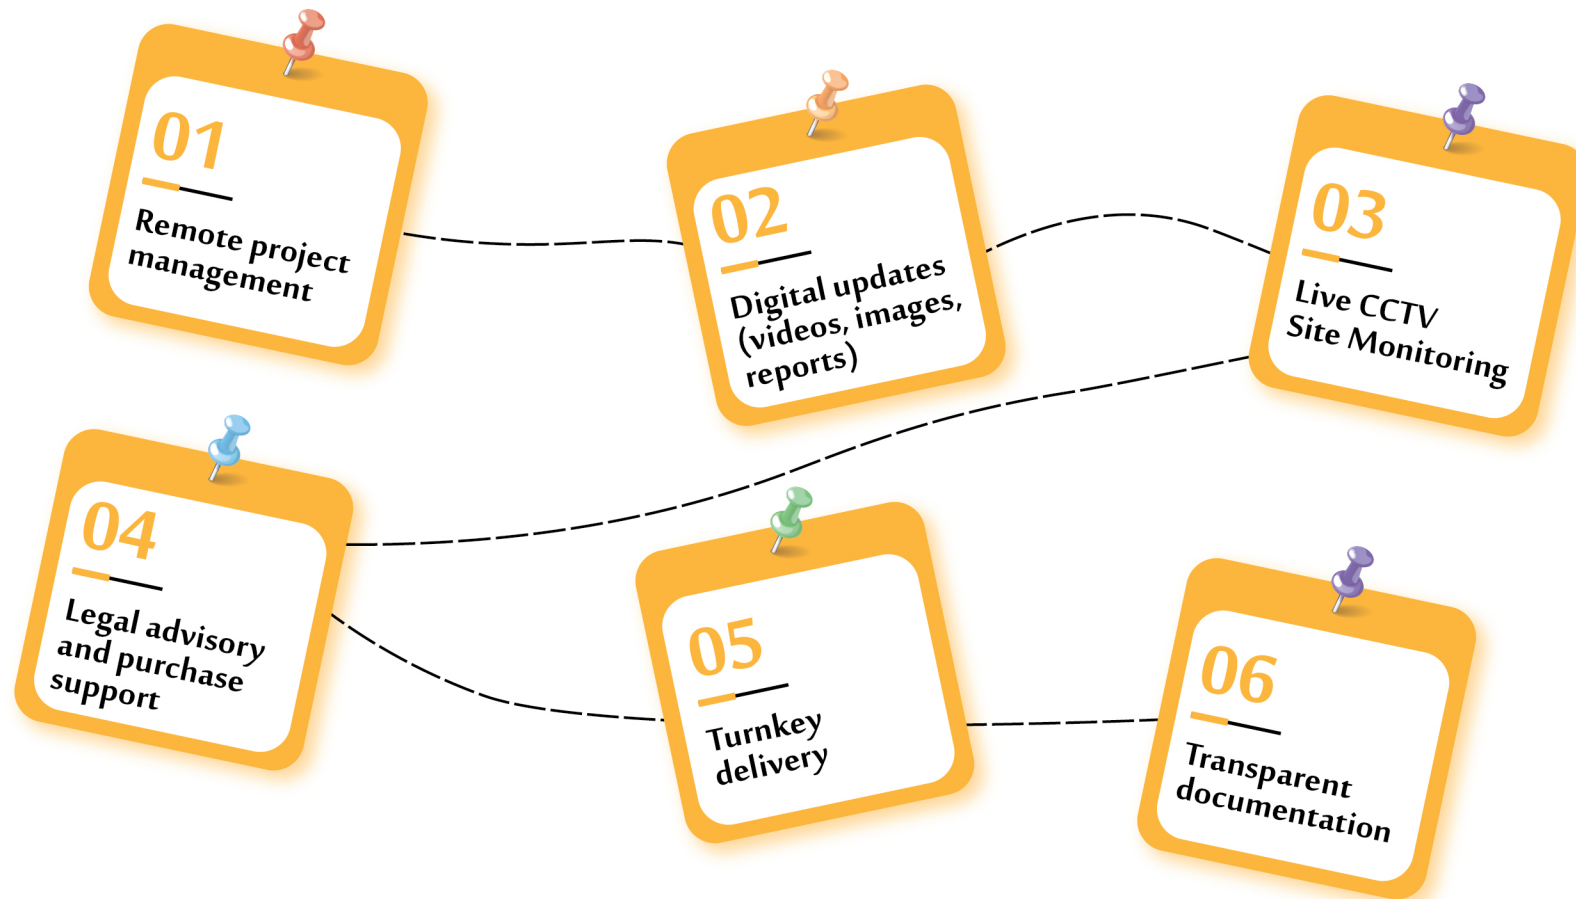 01
Remote project
management
02
Digital updates
(videos, images,
reports)
03
Live CCTV
Site Monitoring
04
Legal advisory
and purchase
support
05
Turnkey
delivery
06
Transparent
documentation